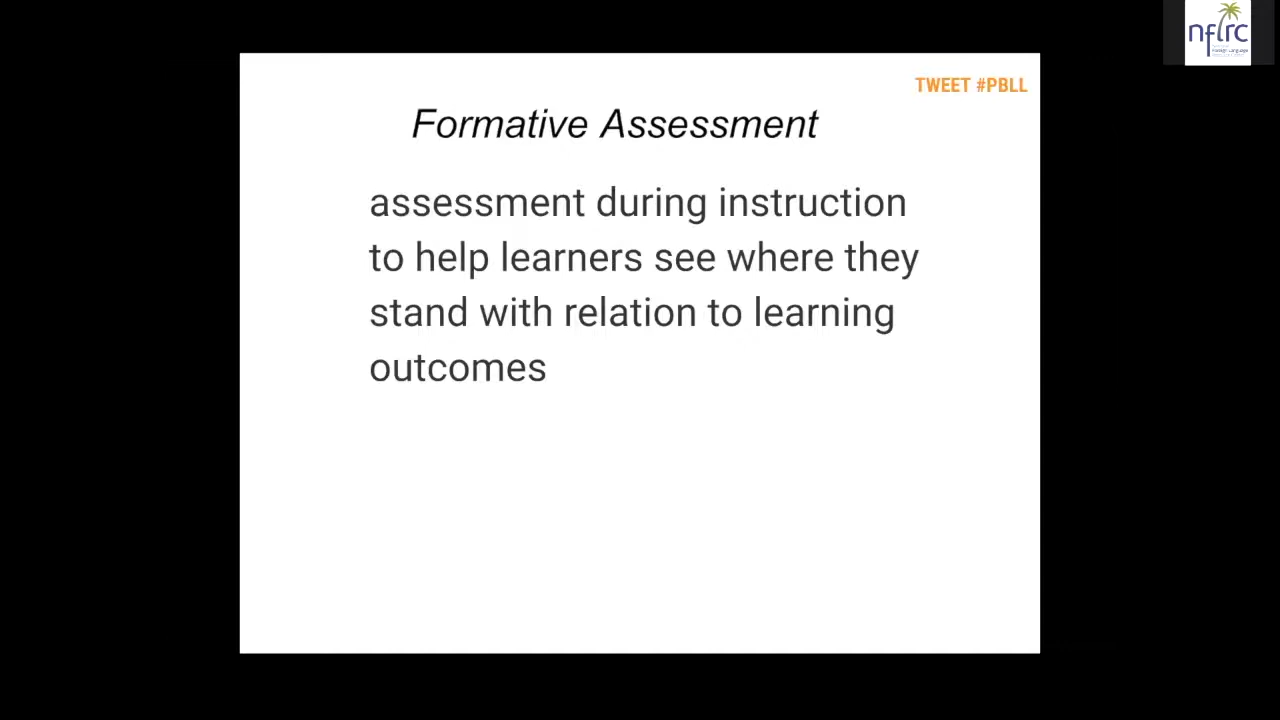 nflrc
TWEET #PBLL
Formative Assessment
assessment during instruction
to help learners see where they
stand with relation to learning
outcomes